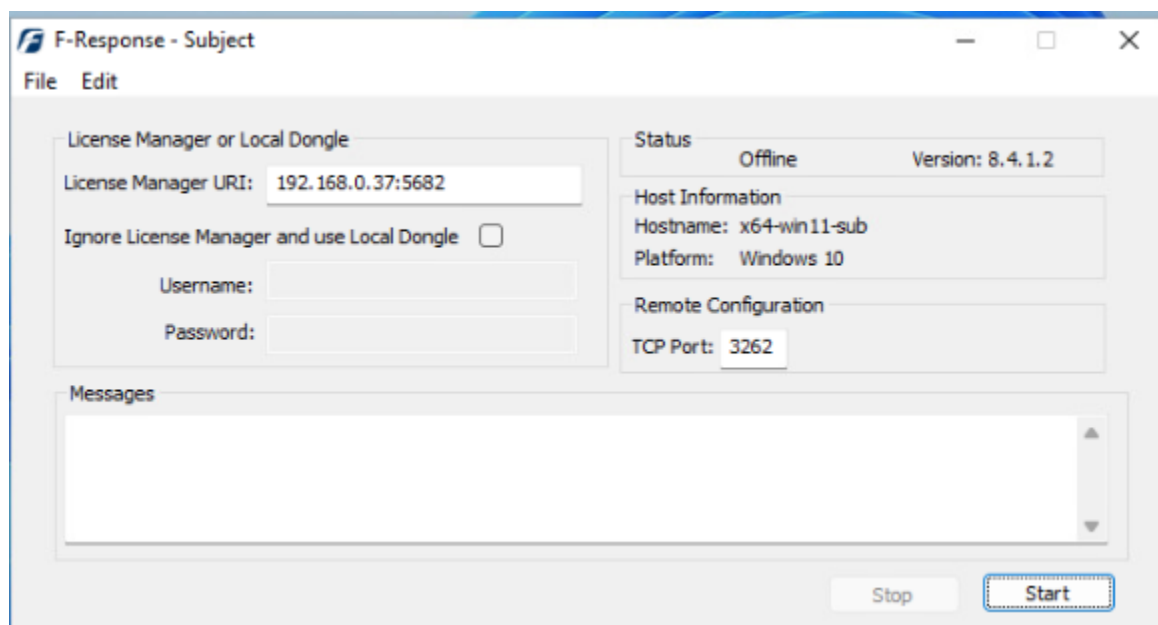 F-Response - Subject
File Edit
License Manager or Local Dongle
License Manager URI: 192.168.0.37:5682
Ignore License Manager and use Local Dongle
Username:
Password:
Status
Offline Version: 8.4.1.2
Host Information
Hostname: x64-win11-sub
Platform: Windows 10
Remote Configuration
TCP Port: 3262
Messages
Stop Start